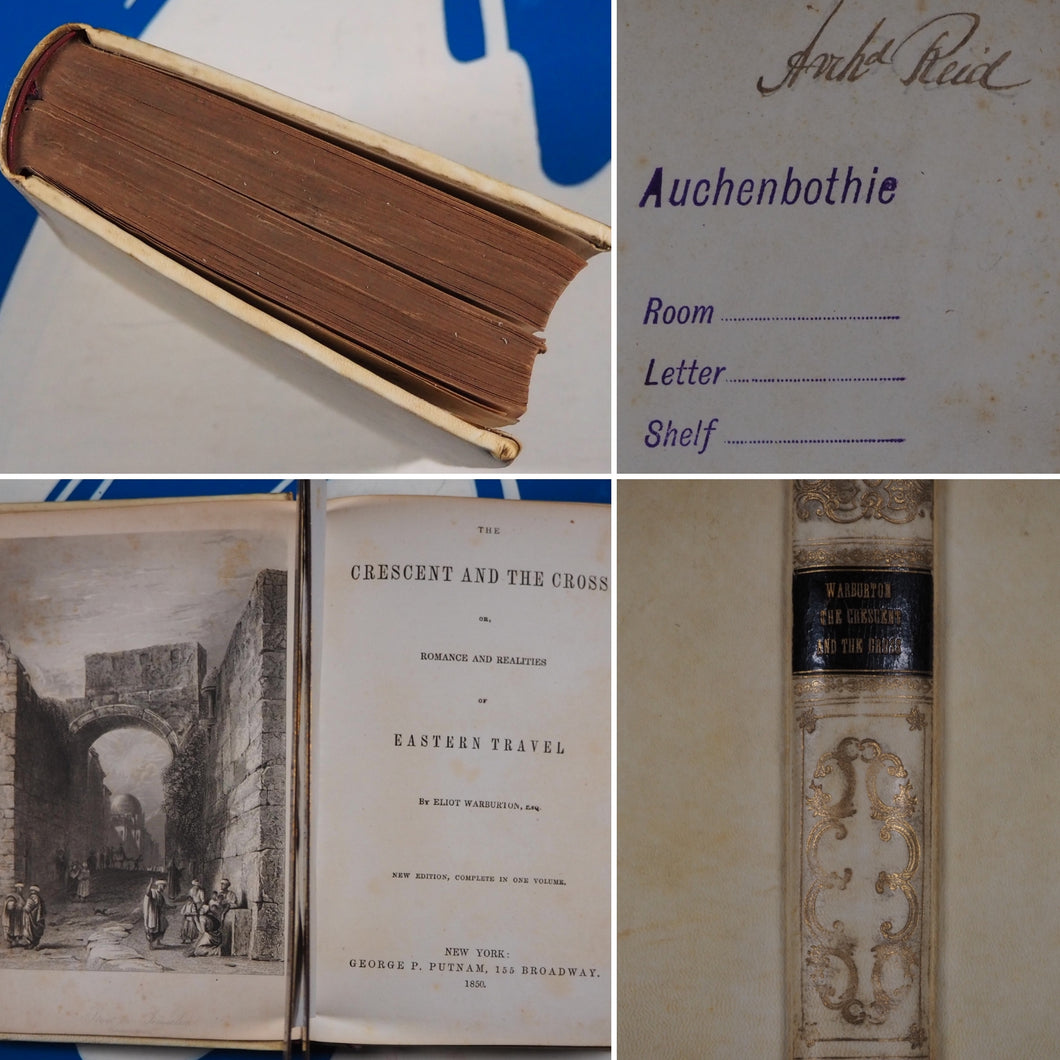 Archd Reid
Auchenbothie
Room
Letter
Shelf
THE
CRESCENT AND THE CROSS
OR,
ROMANCE AND REALITIES
OF
EASTERN TRAVEL
BY ELIOT WARBURTON, ESQ.
NEW EDITION, COMPLETE IN ONE VOLUME.
NEW YORK:
GEORGE P. PUTNAM, 155 BROADWAY.
1850.
WARBURTON
THE CRESCENT
AND THE CROSS